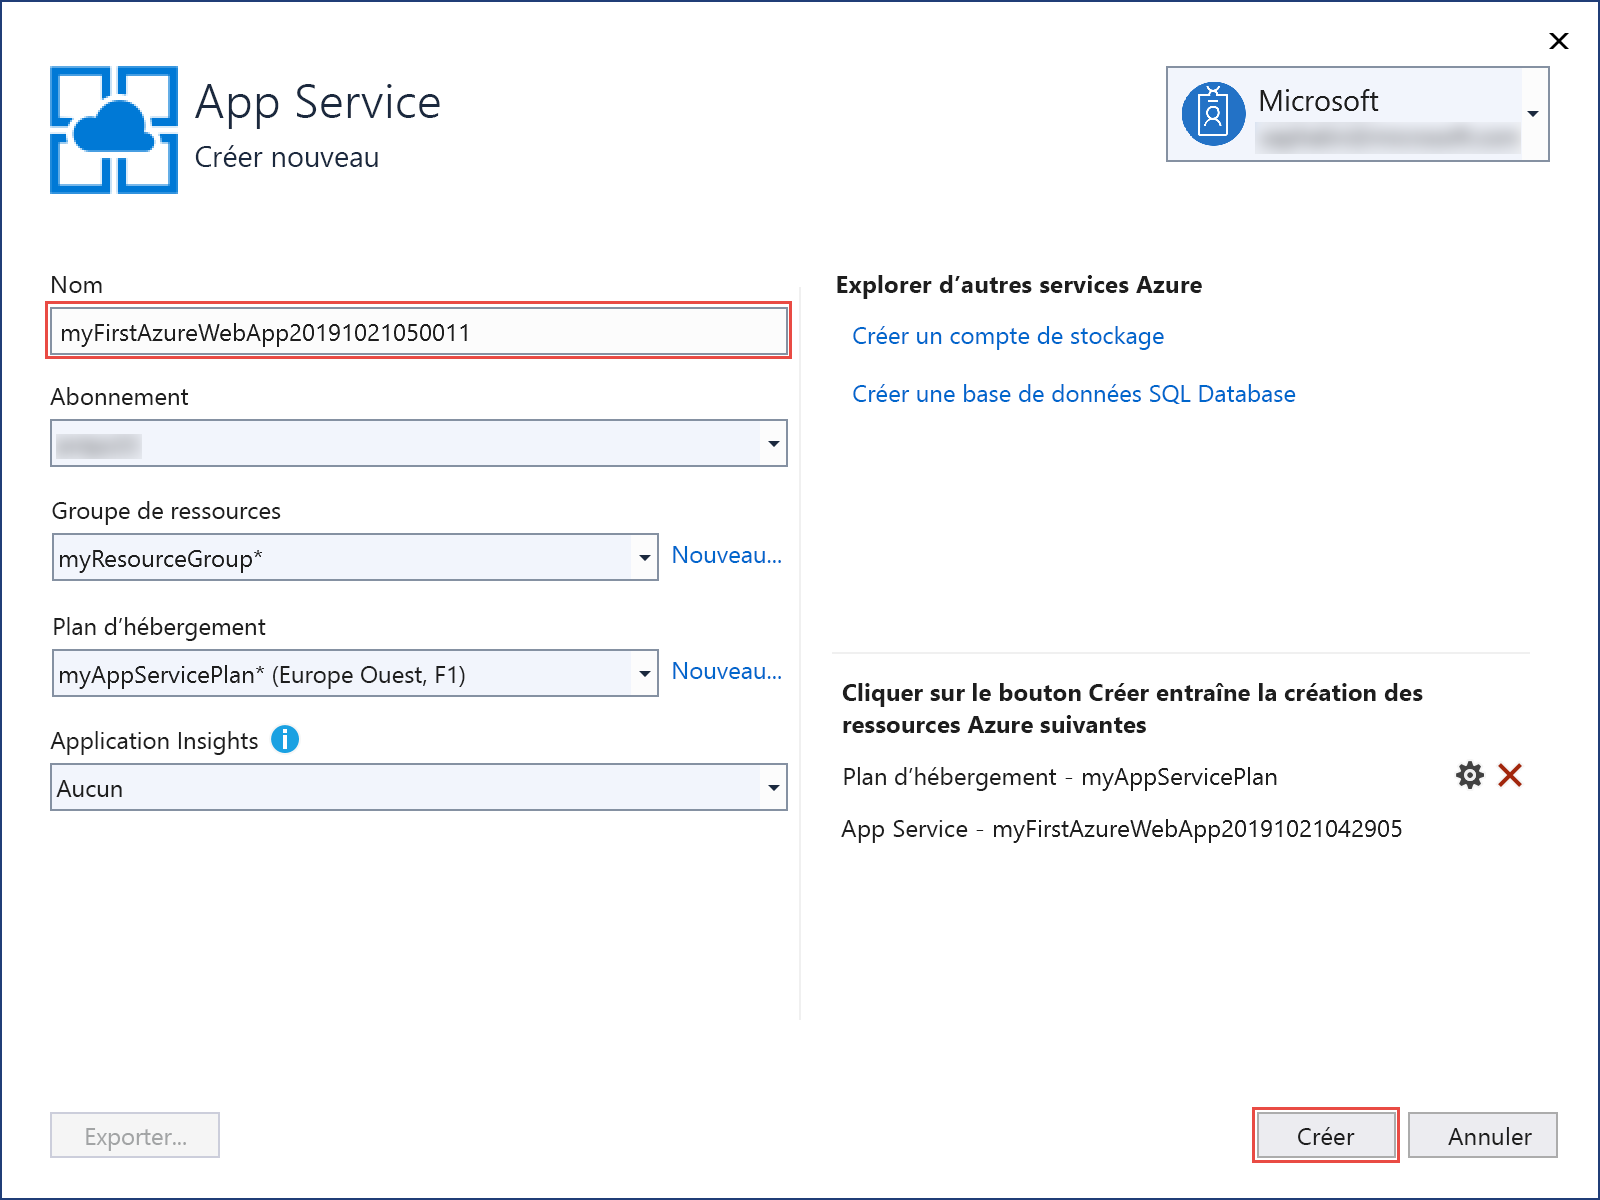 App Service
Créer nouveau
Microsoft
Nom
myFirstAzureWebApp20191021050011
Abonnement
Groupe de ressources
myResourceGroup*
Nouveau...
Plan d’hébergement
myAppServicePlan* (Europe Ouest, F1)
Nouveau...
Application Insights
Aucun
Explorer d’autres services Azure
Créer un compte de stockage
Créer une base de données SQL Database
Cliquer sur le bouton Créer entraîne la création des
ressources Azure suivantes
Plan d’hébergement - myAppServicePlan
App Service - myFirstAzureWebApp20191021042905
Exporter...
Créer
Annuler